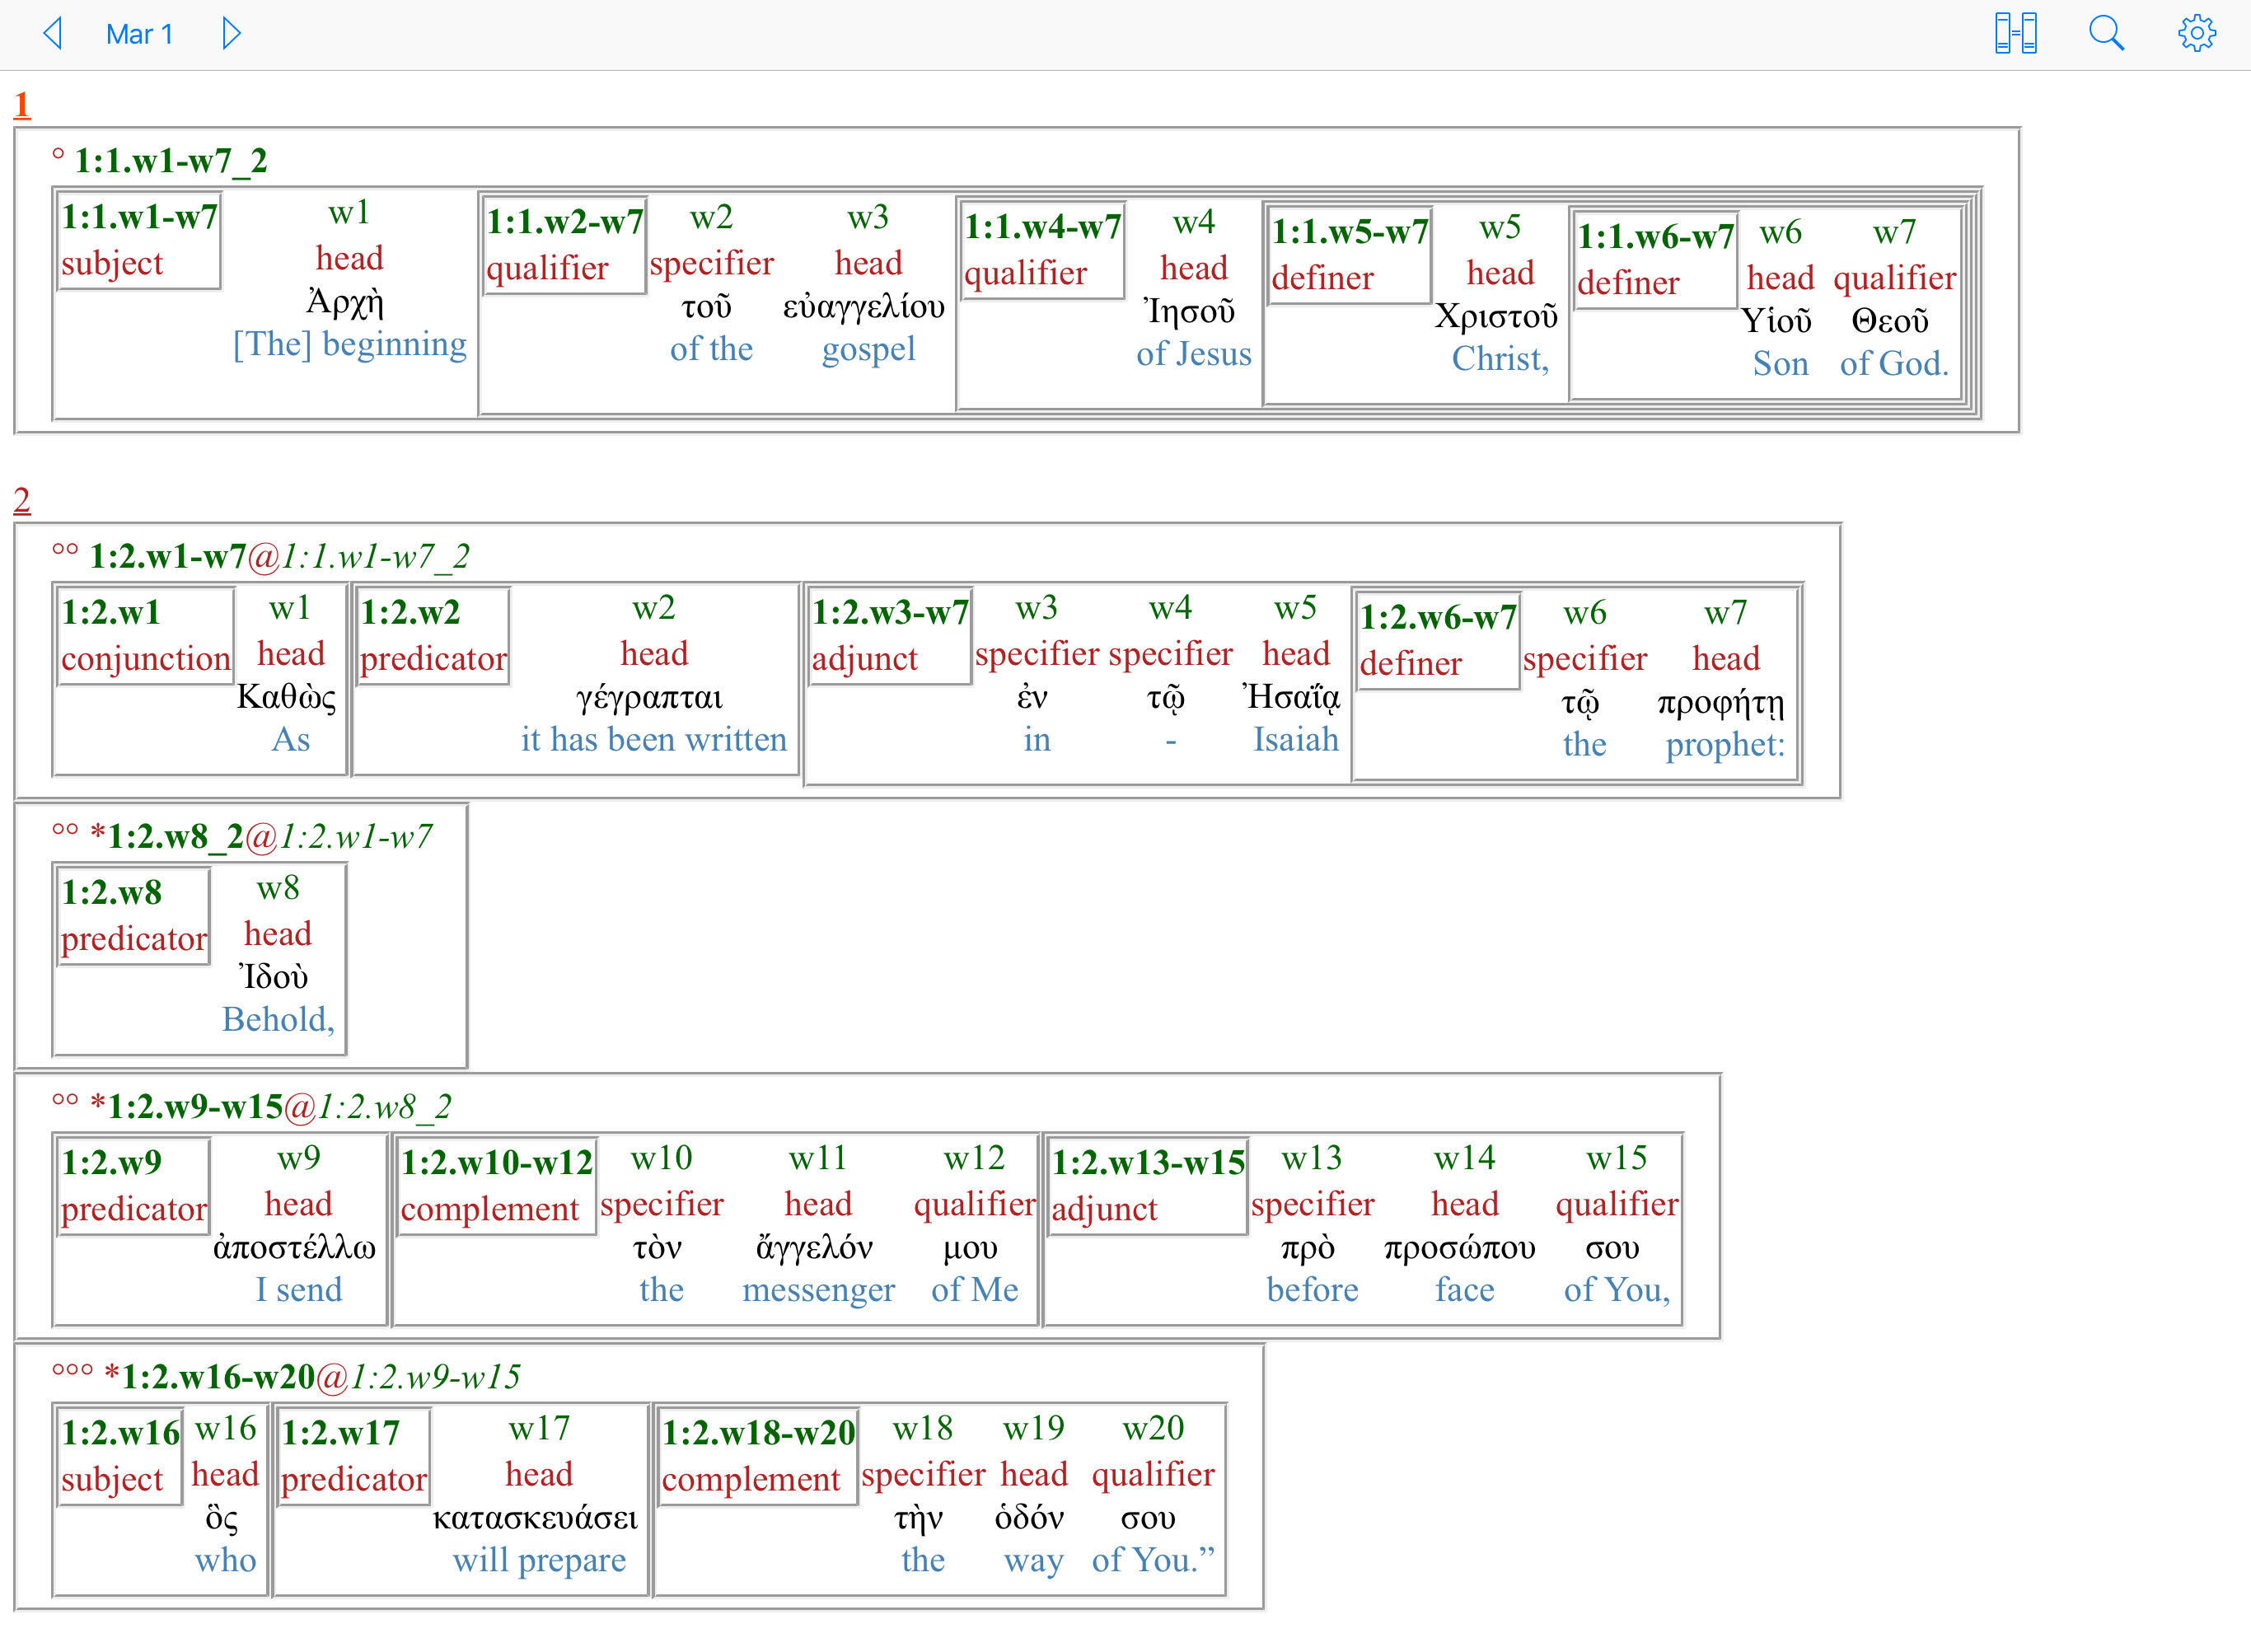 Mar 1
1
° 1:1.w1-w7_2
1:1.w1-w7 w1 1:1.w2-w7 w2 w3 1:1.w4-w7 w4 1:1.w5-w7 w5 1:1.w6-w7 w6 w7
subject head qualifier specifier head qualifier head definer head definer head qualifier
Ἀρχὴ τοῦ εὐαγγελίου Ἰησοῦ Χριστοῦ Υἱοῦ Θεοῦ
[The] beginning of the gospel of Jesus Christ, Son of God.
2
°° 1:2.w1-w7@1:1.w1-w7_2
1:2.w1 w1 1:2.w2 w2 1:2.w3-w7 w3 w4 w5 1:2.w6-w7 w6 w7
conjunction head predicator head adjunct specifier specifier head definer specifier head
Καθὼς γέγραπται ἐν τῷ Ἠσαΐᾳ τῷ προφήτῃ
As it has been written in - Isaiah the prophet:
°° *1:2.w8_2@1:2.w1-w7
1:2.w8 w8
predicator head
Ἰδοὺ
Behold,
°° *1:2.w9-w15@1:2.w8_2
1:2.w9 w9 1:2.w10-w12 w10 w11 w12 1:2.w13-w15 w13 w14 w15
predicator head complement specifier head qualifier adjunct specifier head qualifier
ἀποστέλλω τὸν ἄγγελόν μου πρὸ προσώπου σου
I send the messenger of Me before face of You,
°°° *1:2.w16-w20@1:2.w9-w15
1:2.w16 w16 1:2.w17 w17 1:2.w18-w20 w18 w19 w20
subject head predicator head complement specifier head qualifier
ὃς κατασκευάσει τὴν ὁδόν σου
who will prepare the way of You.”